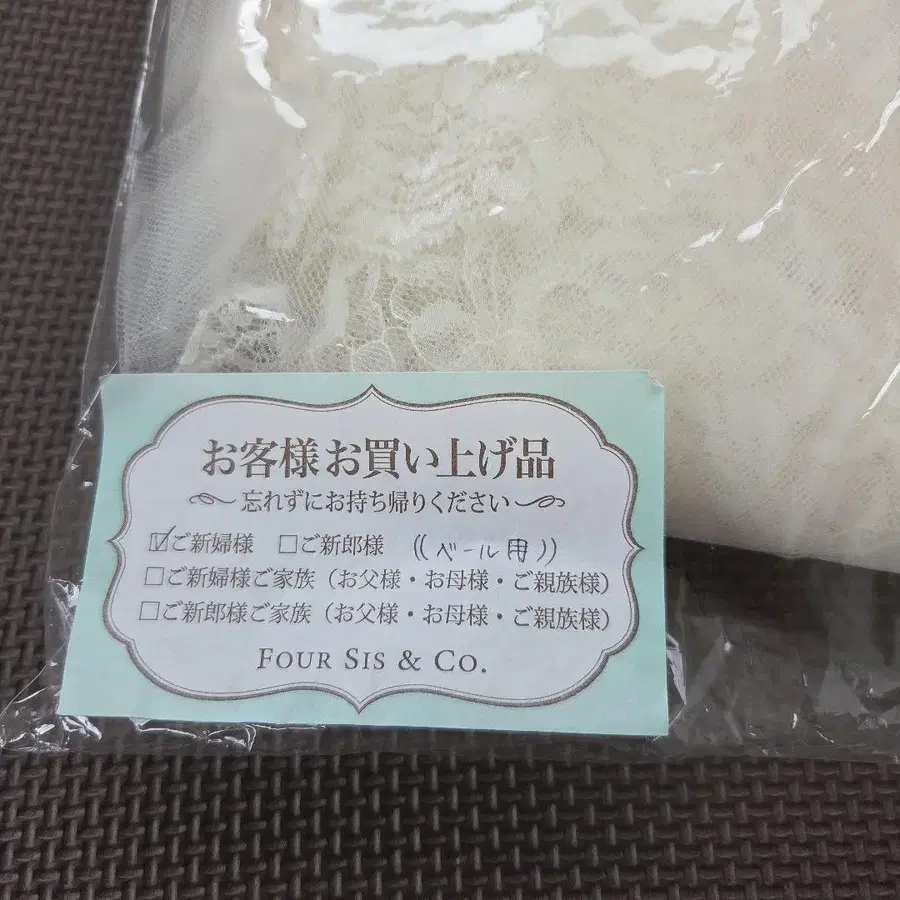 お客様お買い上げ品
忘れずにお持ち帰りください
☑ご新婦様 □ご新郎様 ((ベール用))
□ご新婦様ご家族（お父様・お母様・ご親族様）
□ご新郎様ご家族（お父様・お母様・ご親族様）
FOUR SIS & CO.